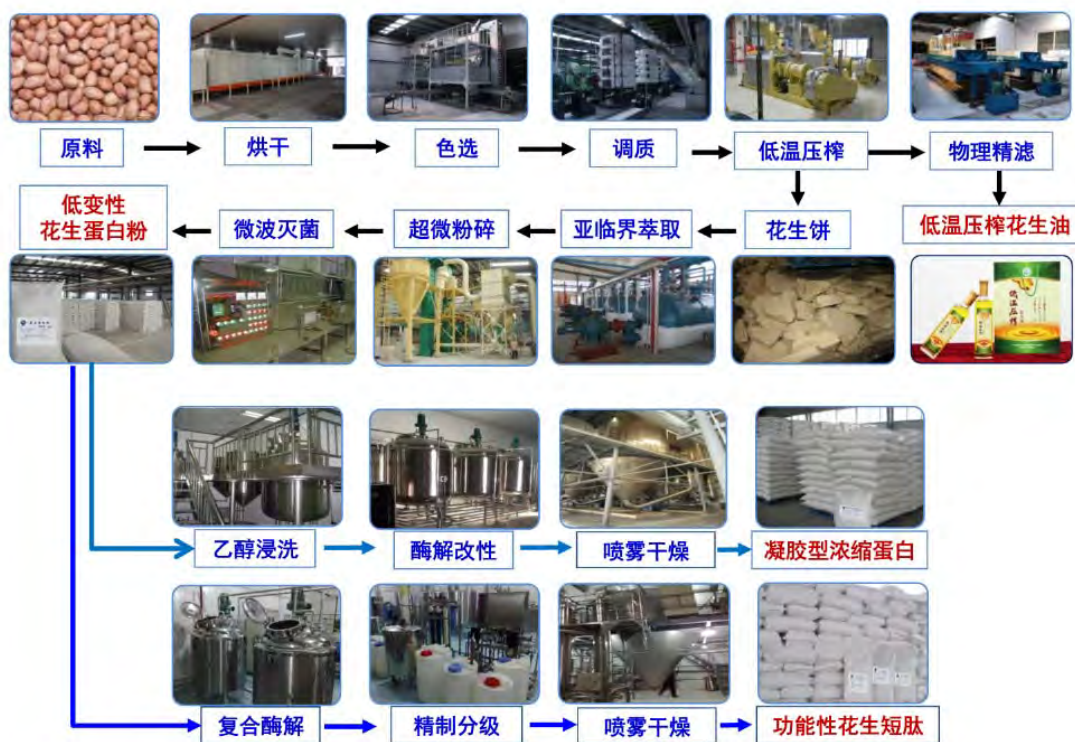 原料
烘干
色选
调质
低温压榨
物理精滤
低变性
花生蛋白粉
微波灭菌
超微粉碎
亚临界萃取
花生饼
低温压榨花生油
低温压榨
乙醇浸洗
酶解改性
喷雾干燥
凝胶型浓缩蛋白
复合酶解
精制分级
喷雾干燥
功能性花生短肽